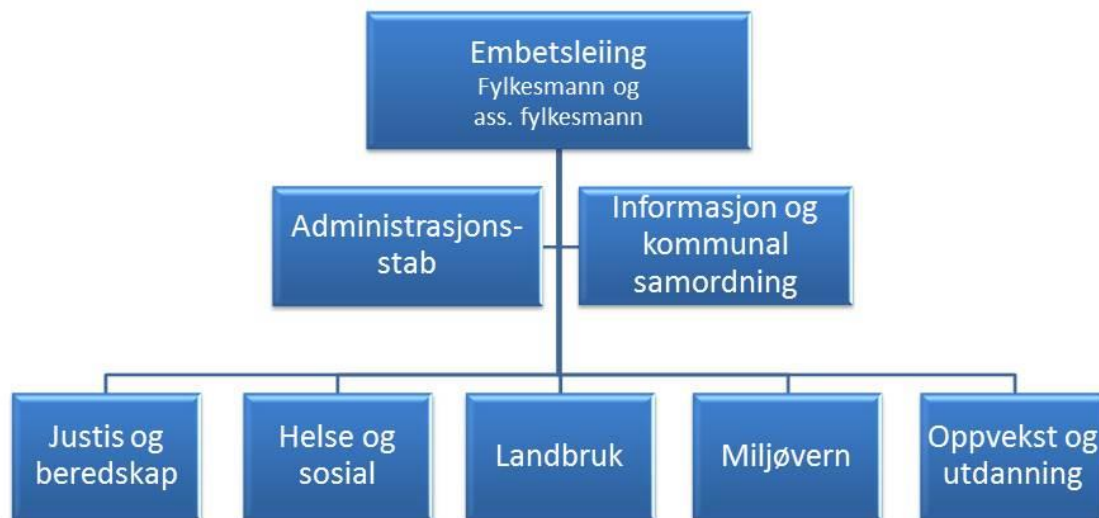 Embetsleiing
Fylkesmann og
ass. fylkesmann
Administrasjons-
stab
Informasjon og
kommunal
samordning
Justis og
beredskap
Helse og
sosial
Landbruk
Miljøvern
Oppvekst og
utdanning